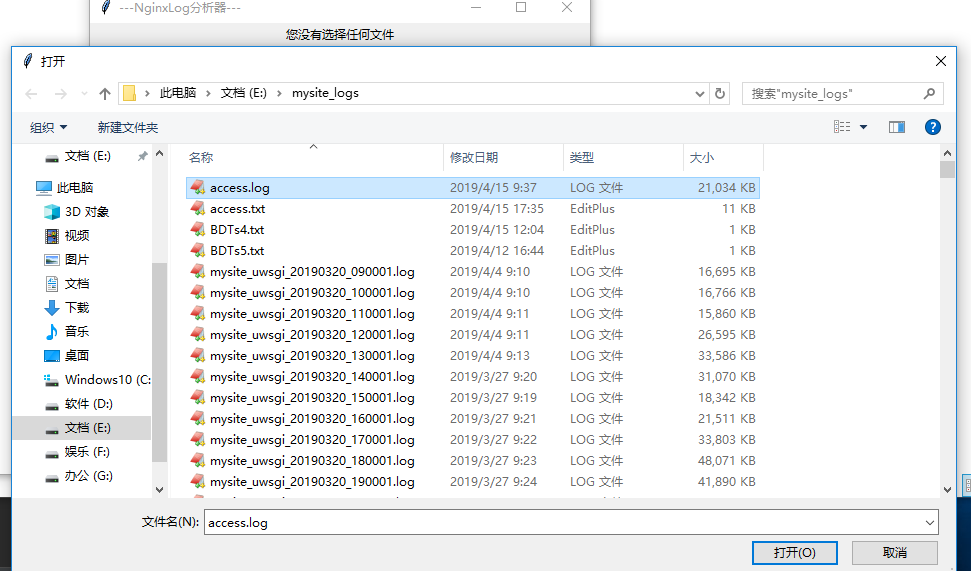 ---NginxLog分析器---
您没有选择任何文件
打开
此电脑 > 文档 (E:) > mysite_logs
搜索"mysite_logs"
组织 新建文件夹
文档 (E:)
此电脑
3D 对象
视频
图片
文档
下载
音乐
桌面
Windows10 (C:
软件 (D:)
文档 (E:)
娱乐 (F:)
办公 (G:)
名称 修改日期 类型 大小
access.log 2019/4/15 9:37 LOG 文件 21,034 KB
access.txt 2019/4/15 17:35 EditPlus 11 KB
BDTs4.txt 2019/4/15 12:04 EditPlus 1 KB
BDTs5.txt 2019/4/12 16:44 EditPlus 1 KB
mysite_uwsgi_20190320_090001.log 2019/4/4 9:10 LOG 文件 16,695 KB
mysite_uwsgi_20190320_100001.log 2019/4/4 9:10 LOG 文件 16,766 KB
mysite_uwsgi_20190320_110001.log 2019/4/4 9:11 LOG 文件 15,860 KB
mysite_uwsgi_20190320_120001.log 2019/4/4 9:11 LOG 文件 26,595 KB
mysite_uwsgi_20190320_130001.log 2019/4/4 9:13 LOG 文件 33,586 KB
mysite_uwsgi_20190320_140001.log 2019/3/27 9:20 LOG 文件 31,070 KB
mysite_uwsgi_20190320_150001.log 2019/3/27 9:19 LOG 文件 18,342 KB
mysite_uwsgi_20190320_160001.log 2019/3/27 9:21 LOG 文件 21,511 KB
mysite_uwsgi_20190320_170001.log 2019/3/27 9:22 LOG 文件 33,803 KB
mysite_uwsgi_20190320_180001.log 2019/3/27 9:23 LOG 文件 48,071 KB
mysite_uwsgi_20190320_190001.log 2019/3/27 9:24 LOG 文件 41,890 KB
文件名(N): access.log
打开(O) 取消